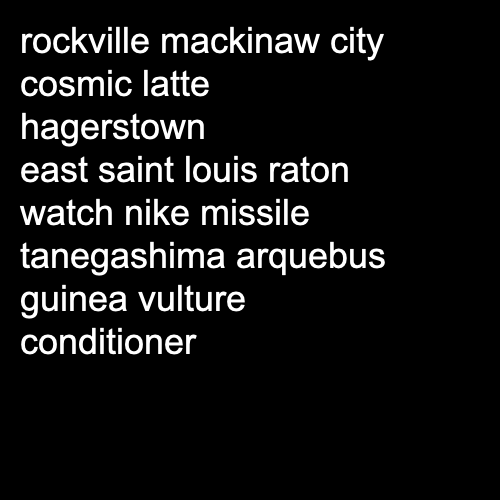 rockville mackinaw city
cosmic latte
hagerstown
east saint louis raton
watch nike missile
tanegashima arquebus
guinea vulture
conditioner